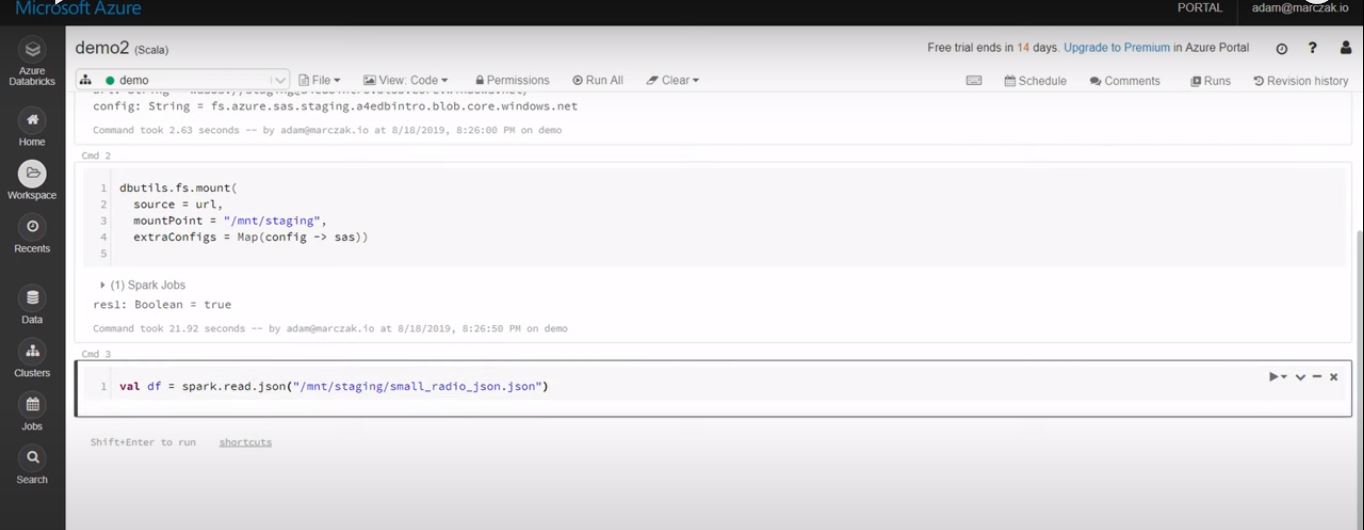 Microsoft Azure
PORTAL
adam@marczak.io
demo2 (Scala)
Free trial ends in 14 days. Upgrade to Premium in Azure Portal
?
demo
File
View: Code
Permissions
Run All
Clear
Schedule
Comments
Runs
Revision history
Azure
Databricks
Home
Workspace
Recents
Data
Clusters
Jobs
Search
config: String = fs.azure.sas.staging.a4edbintro.blob.core.windows.net
Command took 2.63 seconds -- by adam@marczak.io at 8/18/2019, 8:26:00 PM on demo
Cmd 2
1 dbutils.fs.mount(
2 source = url,
3 mountPoint = "/mnt/staging",
4 extraConfigs = Map(config -> sas))
5
(1) Spark Jobs
res1: Boolean = true
Command took 21.92 seconds -- by adam@marczak.io at 8/18/2019, 8:26:50 PM on demo
Cmd 3
1 val df = spark.read.json("/mnt/staging/small_radio_json.json")
Shift+Enter to run shortcuts